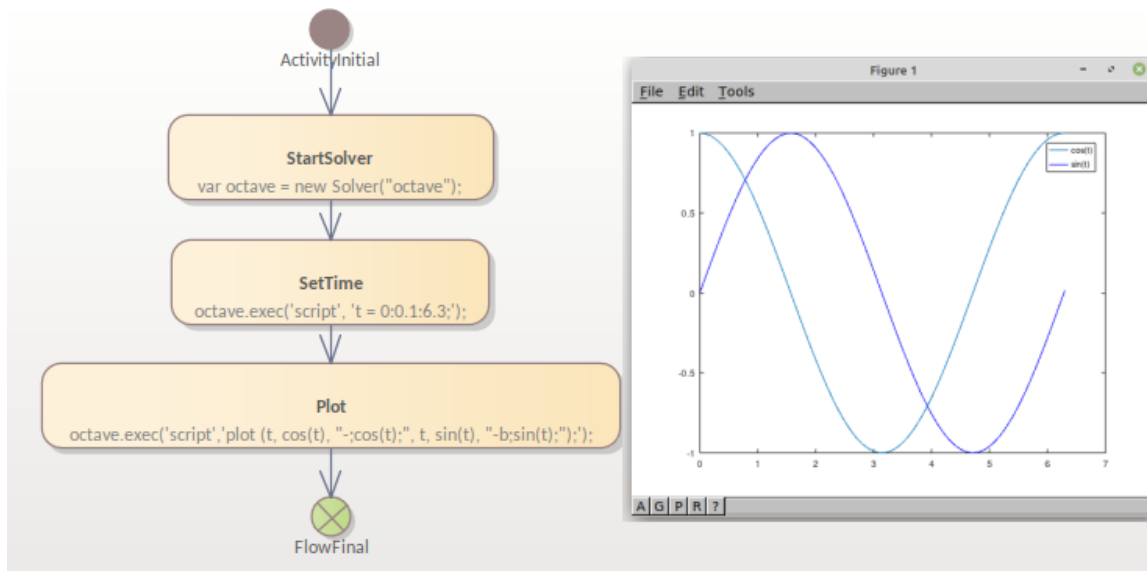 ActivityInitial
StartSolver
var octave = new Solver("octave");
SetTime
octave.exec('script', 't = 0:0.1:6.3;');
Plot
octave.exec('script','plot (t, cos(t), "-;cos(t);", t, sin(t), "-b;sin(t);");');
FlowFinal
Figure 1
File Edit Tools
cos(t)
sin(t)
1
0.5
0
-0.5
-1
0 1 2 3 4 5 6 7
A G P R ?